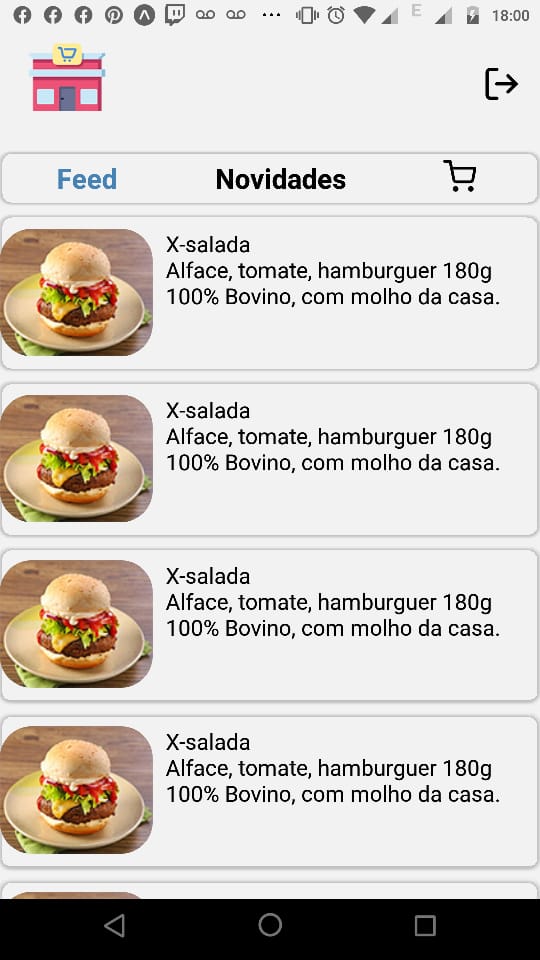 E
18:00
Feed
Novidades
X-salada
Alface, tomate, hamburguer 180g
100% Bovino, com molho da casa.
X-salada
Alface, tomate, hamburguer 180g
100% Bovino, com molho da casa.
X-salada
Alface, tomate, hamburguer 180g
100% Bovino, com molho da casa.
X-salada
Alface, tomate, hamburguer 180g
100% Bovino, com molho da casa.